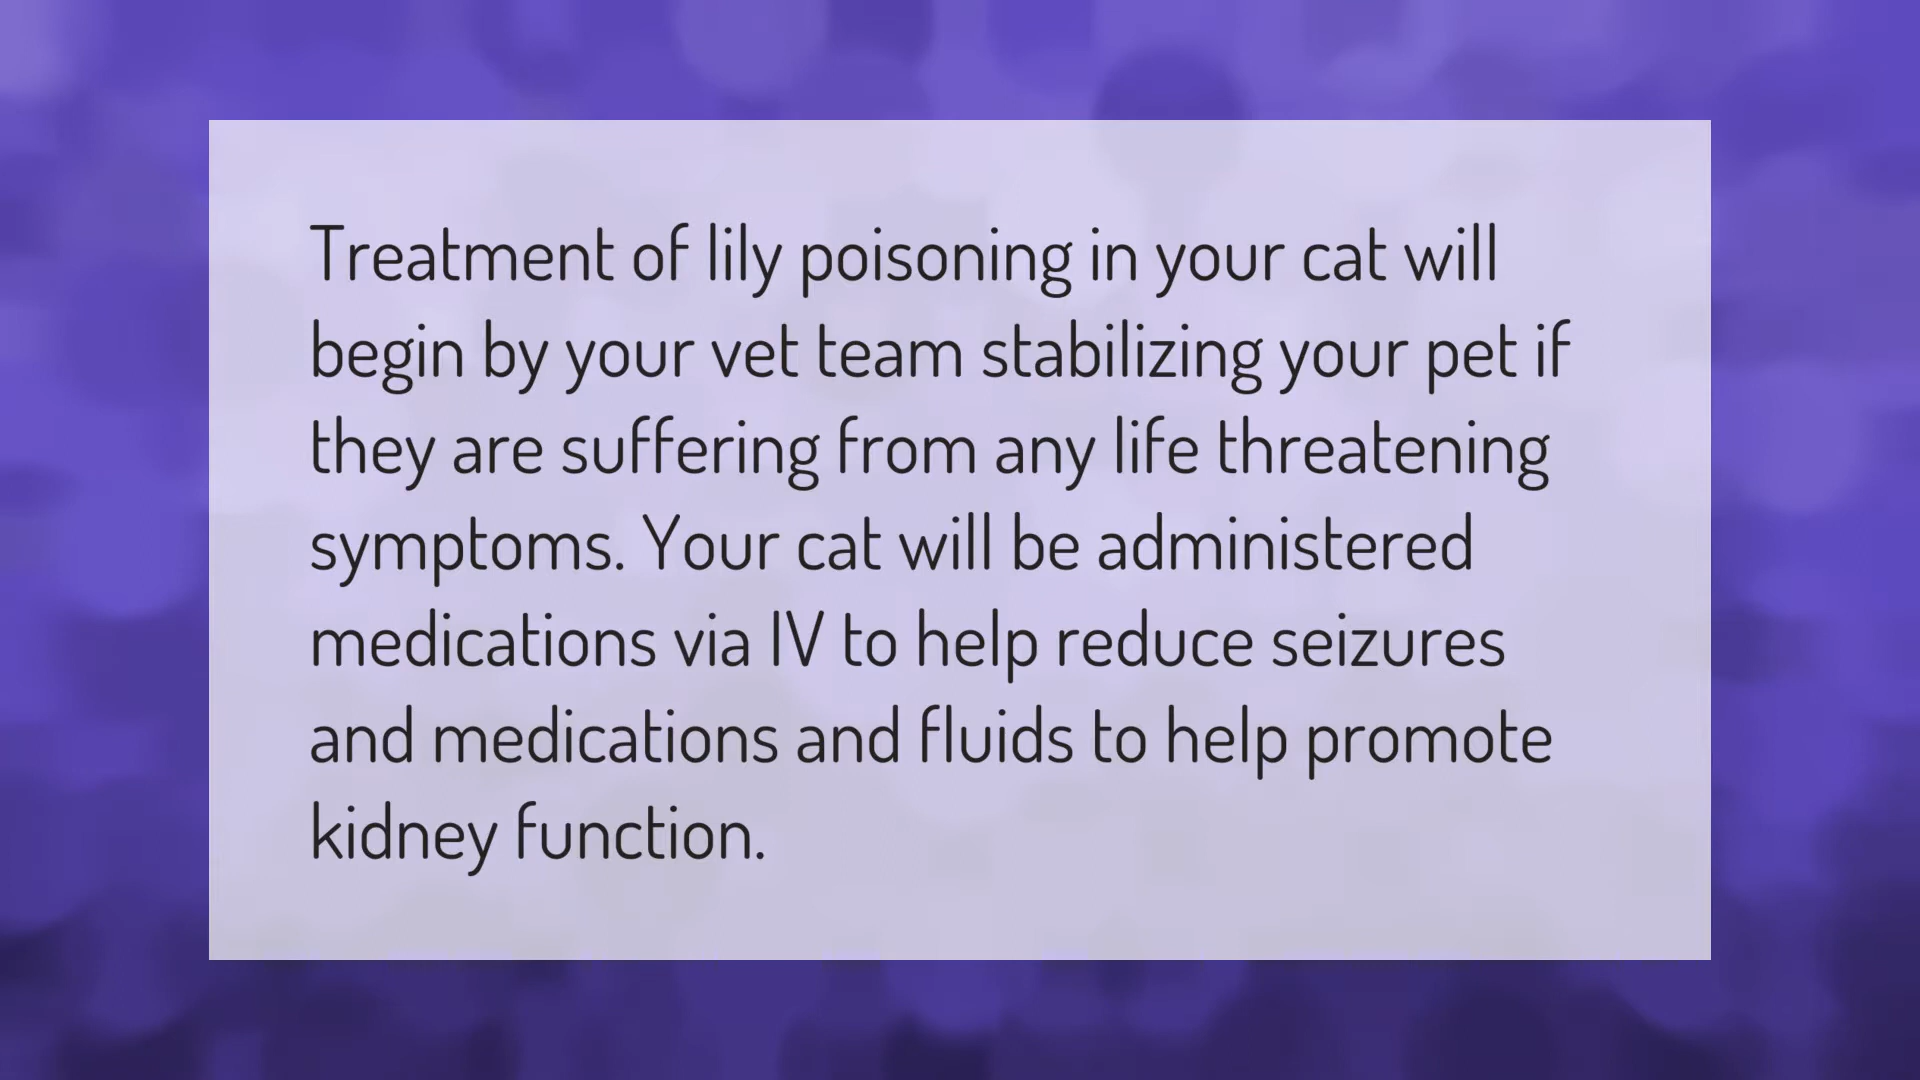 Treatment of lily poisoning in your cat will
begin by your vet team stabilizing your pet if
they are suffering from any life threatening
symptoms. Your cat will be administered
medications via IV to help reduce seizures
and medications and fluids to help promote
kidney function.